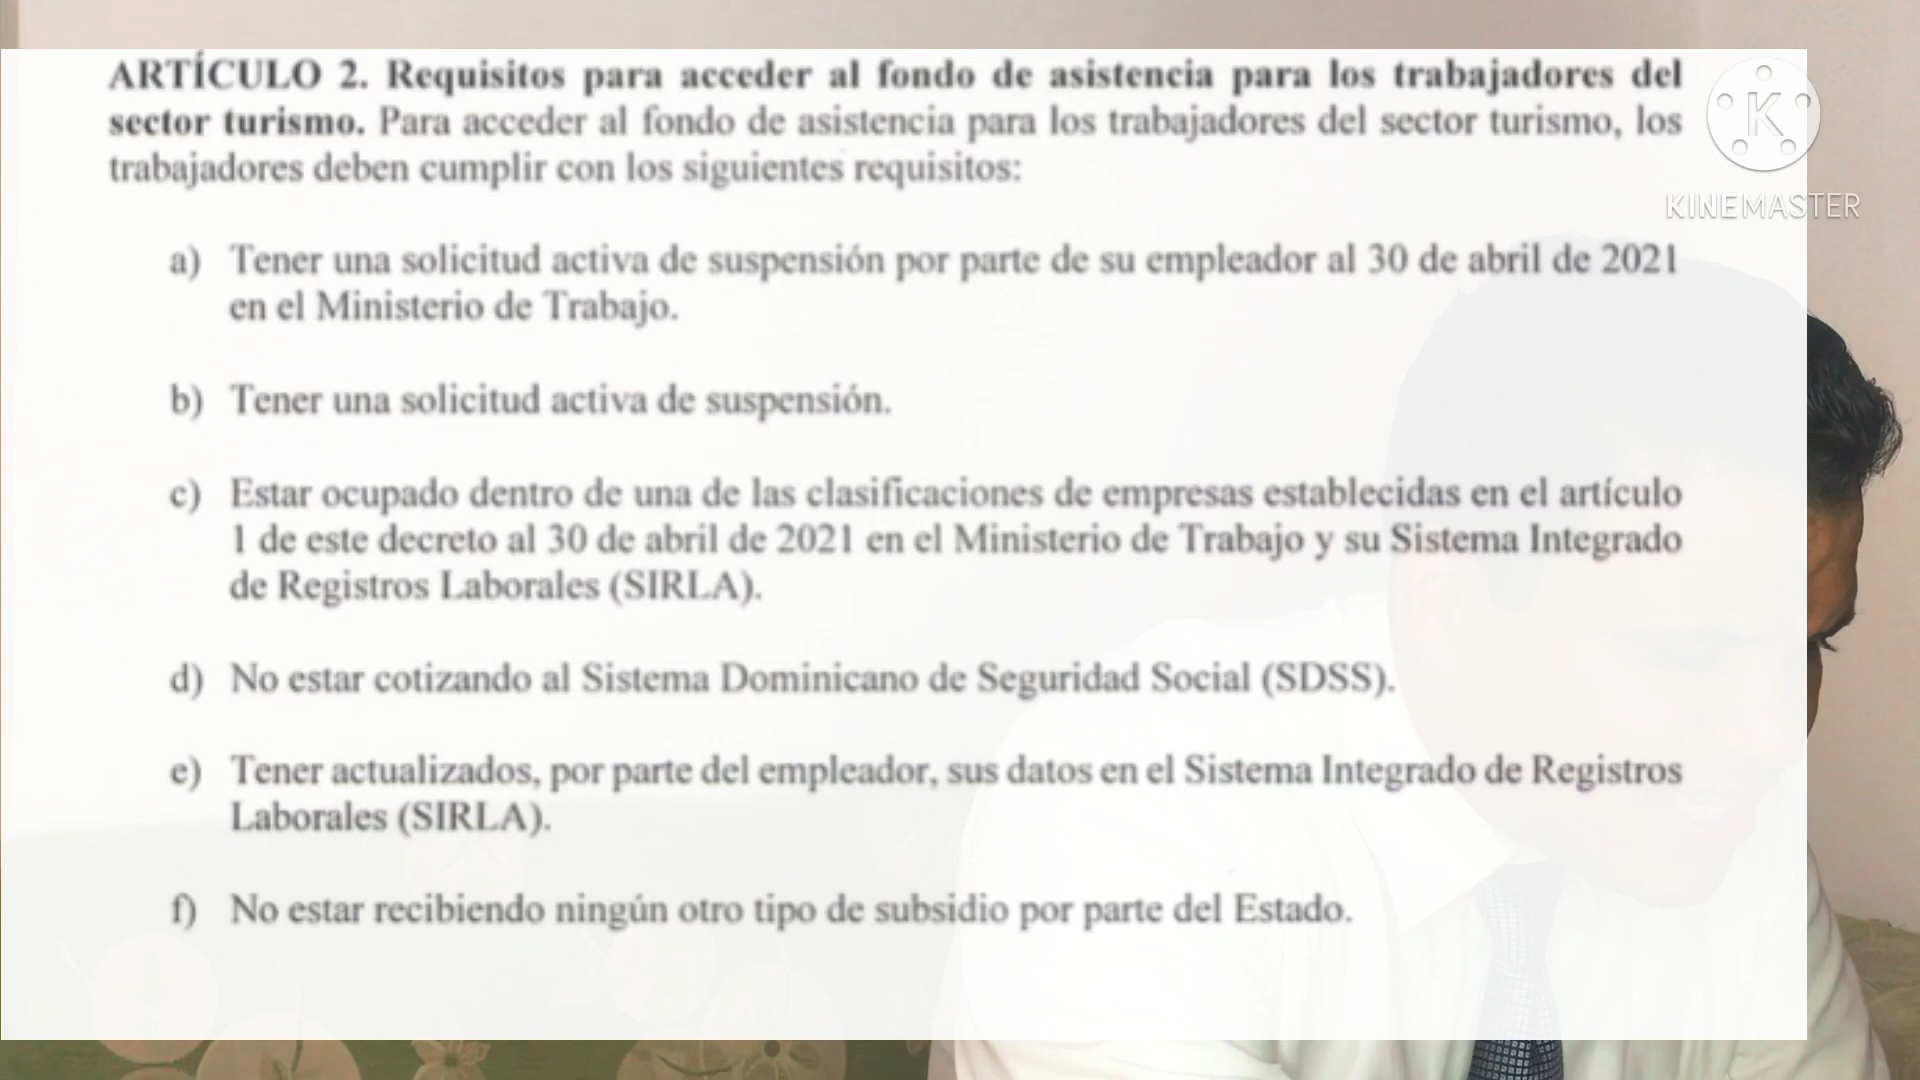 ARTÍCULO 2. Requisitos para acceder al fondo de asistencia para los trabajadores del
sector turismo. Para acceder al fondo de asistencia para los trabajadores del sector turismo, los
trabajadores deben cumplir con los siguientes requisitos:
K
KINEMASTER
a) Tener una solicitud activa de suspensión por parte de su empleador al 30 de abril de 2021
en el Ministerio de Trabajo.
b) Tener una solicitud activa de suspensión.
c) Estar ocupado dentro de una de las clasificaciones de empresas establecidas en el artículo
1 de este decreto al 30 de abril de 2021 en el Ministerio de Trabajo y su Sistema Integrado
de Registros Laborales (SIRLA).
d) No estar cotizando al Sistema Dominicano de Seguridad Social (SDSS).
e) Tener actualizados, por parte del empleador, sus datos en el Sistema Integrado de Registros
Laborales (SIRLA).
f) No estar recibiendo ningún otro tipo de subsidio por parte del Estado.